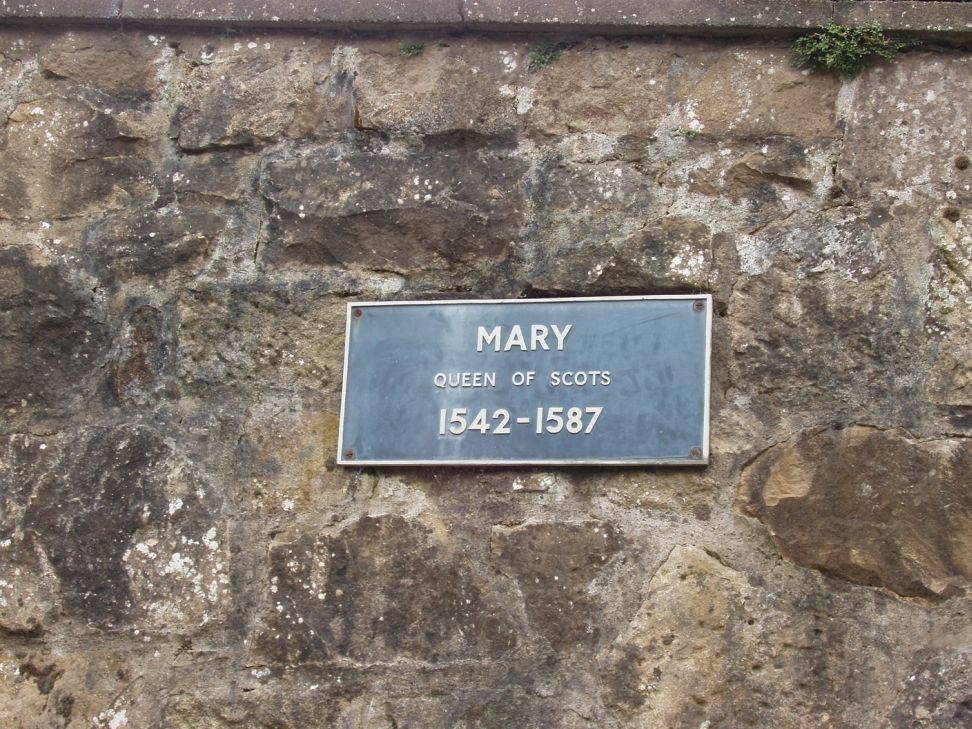 MARY
QUEEN OF SCOTS
1542-1587